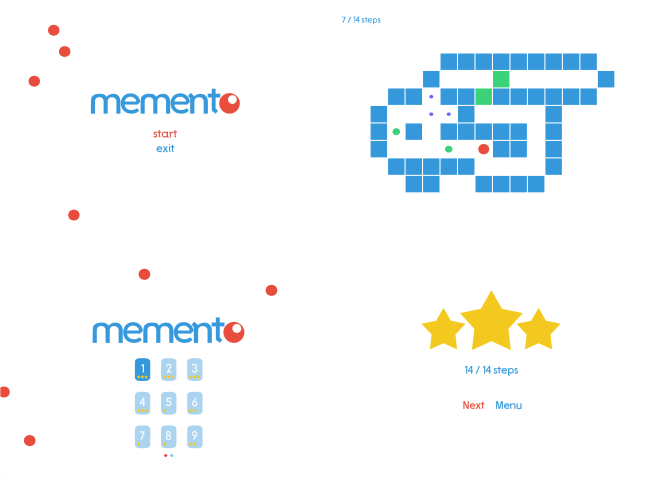 memento
start
exit
7 / 14 steps
memento
1 2 3
4 5 6
7 8 9
14 / 14 steps
Next Menu